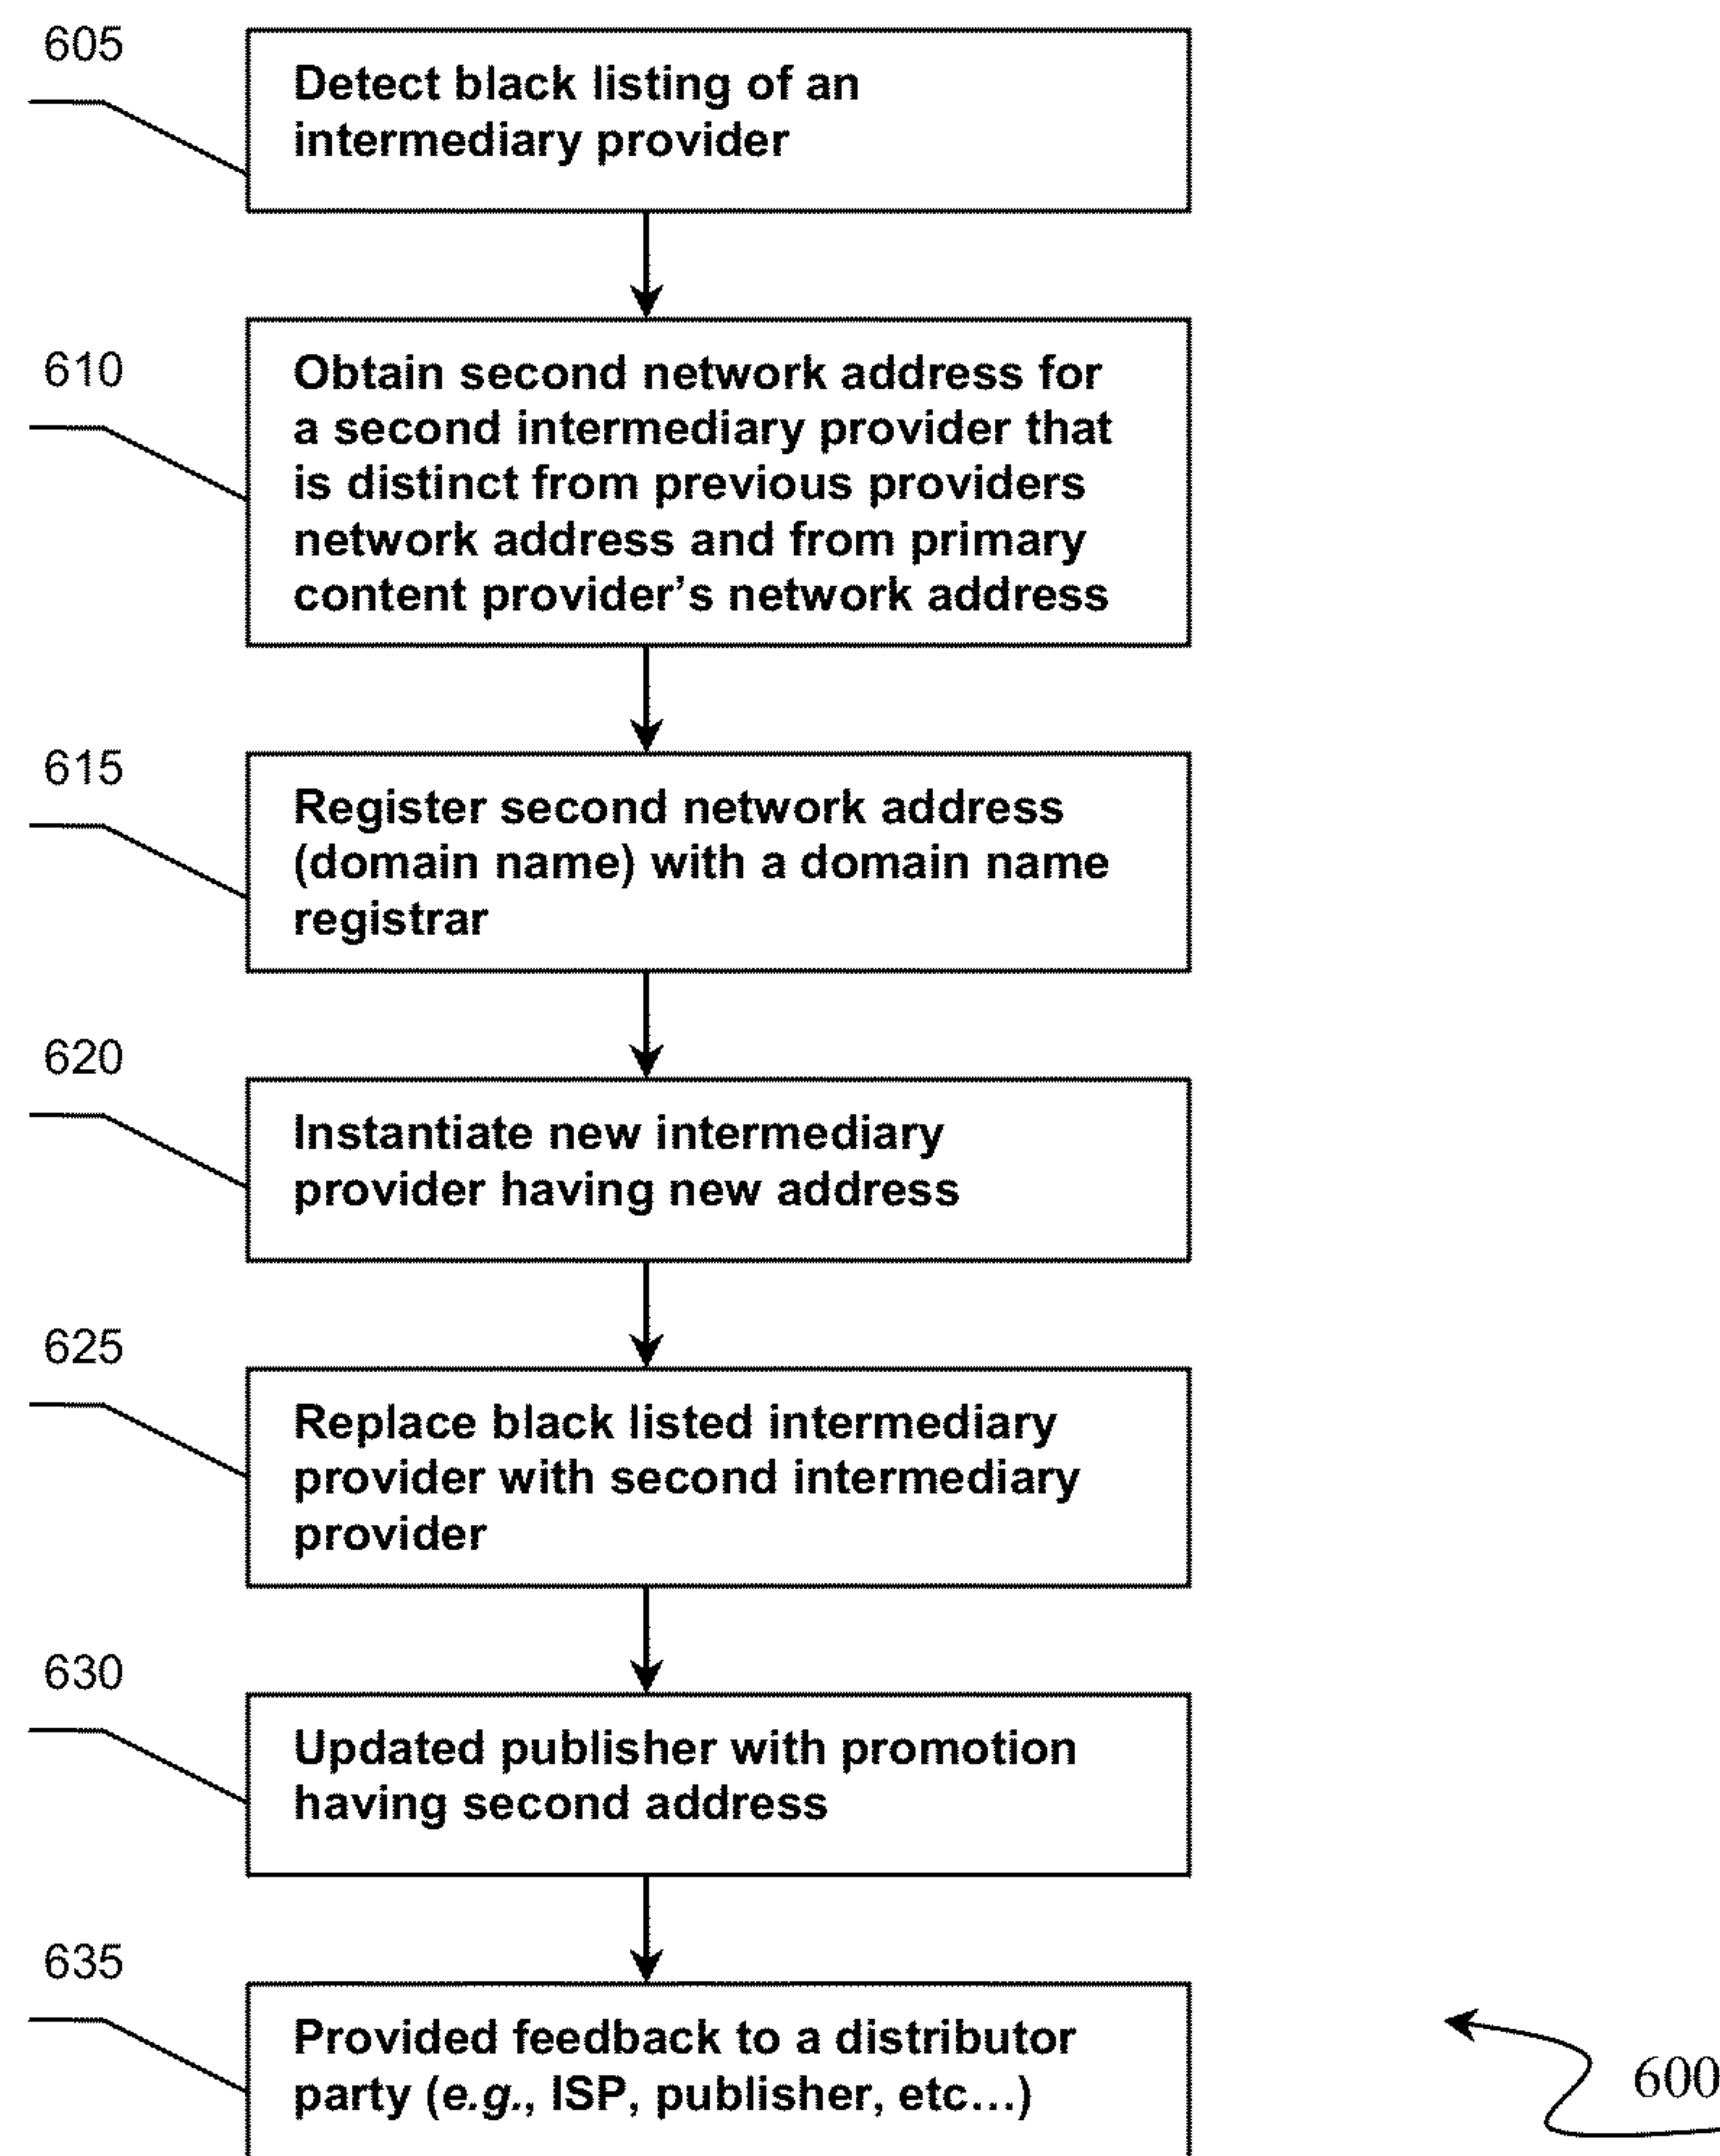 605
Detect black listing of an
intermediary provider
610
Obtain second network address for
a second intermediary provider that
is distinct from previous providers
network address and from primary
content provider’s network address
615
Register second network address
(domain name) with a domain name
registrar
620
Instantiate new intermediary
provider having new address
625
Replace black listed intermediary
provider with second intermediary
provider
630
Updated publisher with promotion
having second address
635
Provided feedback to a distributor
party (e.g., ISP, publisher, etc…)
600